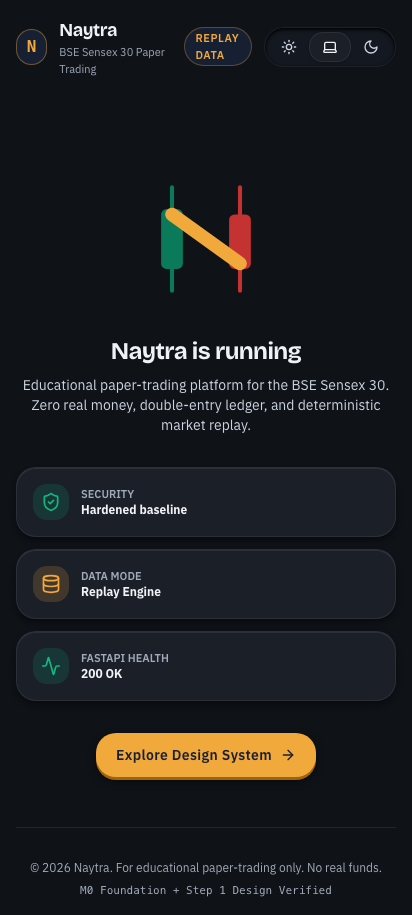 N
Naytra
BSE Sensex 30 Paper
Trading
REPLAY
DATA
Naytra is running
Educational paper-trading platform for the BSE Sensex 30.
Zero real money, double-entry ledger, and deterministic
market replay.
SECURITY
Hardened baseline
DATA MODE
Replay Engine
FASTAPI HEALTH
200 OK
Explore Design System →
© 2026 Naytra. For educational paper-trading only. No real funds.
M0 Foundation + Step 1 Design Verified